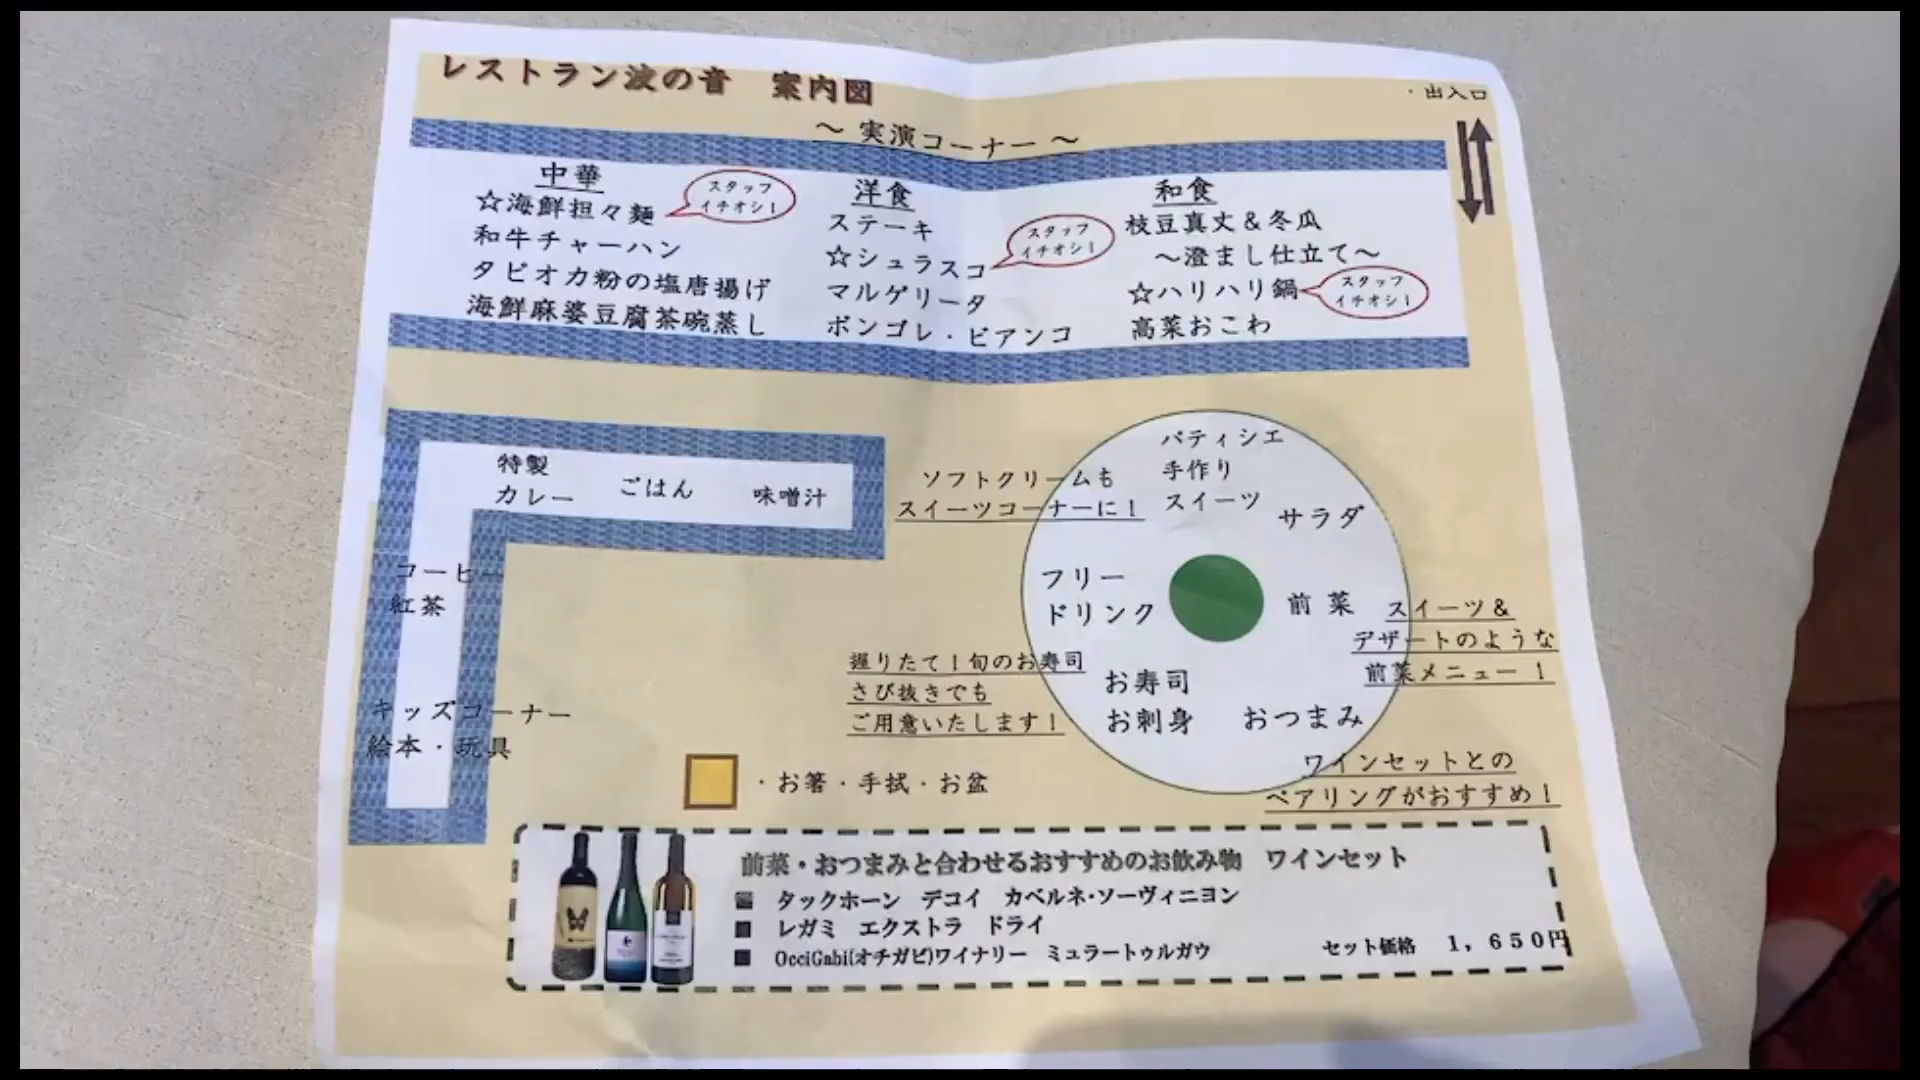 レストラン波の音 案内図
・出入口
～ 実演コーナー ～
中華
☆海鮮担々麺
スタッフ
イチオシ！
和牛チャーハン
タピオカ粉の塩唐揚げ
海鮮麻婆豆腐茶碗蒸し
洋食
ステーキ
☆シュラスコ
スタッフ
イチオシ！
マルゲリータ
ボンゴレ・ビアンコ
和食
枝豆真丈＆冬瓜
～澄まし仕立て～
☆ハリハリ鍋
スタッフ
イチオシ！
高菜おこわ
特製
カレー
ごはん
味噌汁
コーヒー
紅茶
キッズコーナー
絵本・玩具
ソフトクリームも
スイーツコーナーに！
パティシエ
手作り
スイーツ
サラダ
フリー
ドリンク
前菜
スイーツ＆
デザートのような
前菜メニュー！
握りたて！旬のお寿司
さび抜きでも
ご用意いたします！
お寿司
お刺身
おつまみ
ワインセットとの
ペアリングがおすすめ！
・お箸・手拭・お盆
前菜・おつまみと合わせるおすすめのお飲み物 ワインセット
■ タックホーン デコイ カベルネ・ソーヴィニヨン
■ レガミ エクストラ ドライ
■ OcciGabi(オチガビ)ワイナリー ミュラートゥルガウ
セット価格 1，650円